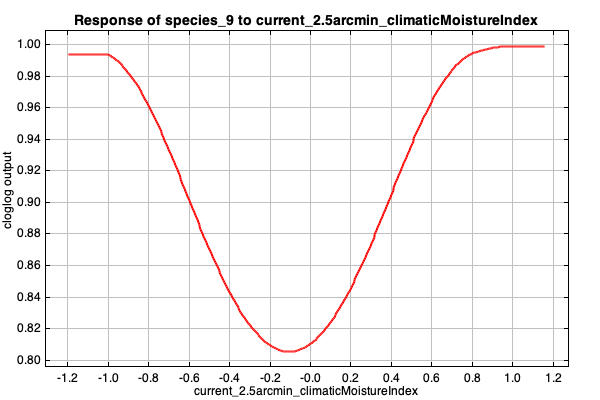 Response of species_9 to current_2.5arcmin_climaticMoistureIndex
cloglog output
1.00
0.98
0.96
0.94
0.92
0.90
0.88
0.86
0.84
0.82
0.80
-1.2 -1.0 -0.8 -0.6 -0.4 -0.2 -0.0 0.2 0.4 0.6 0.8 1.0 1.2
current_2.5arcmin_climaticMoistureIndex